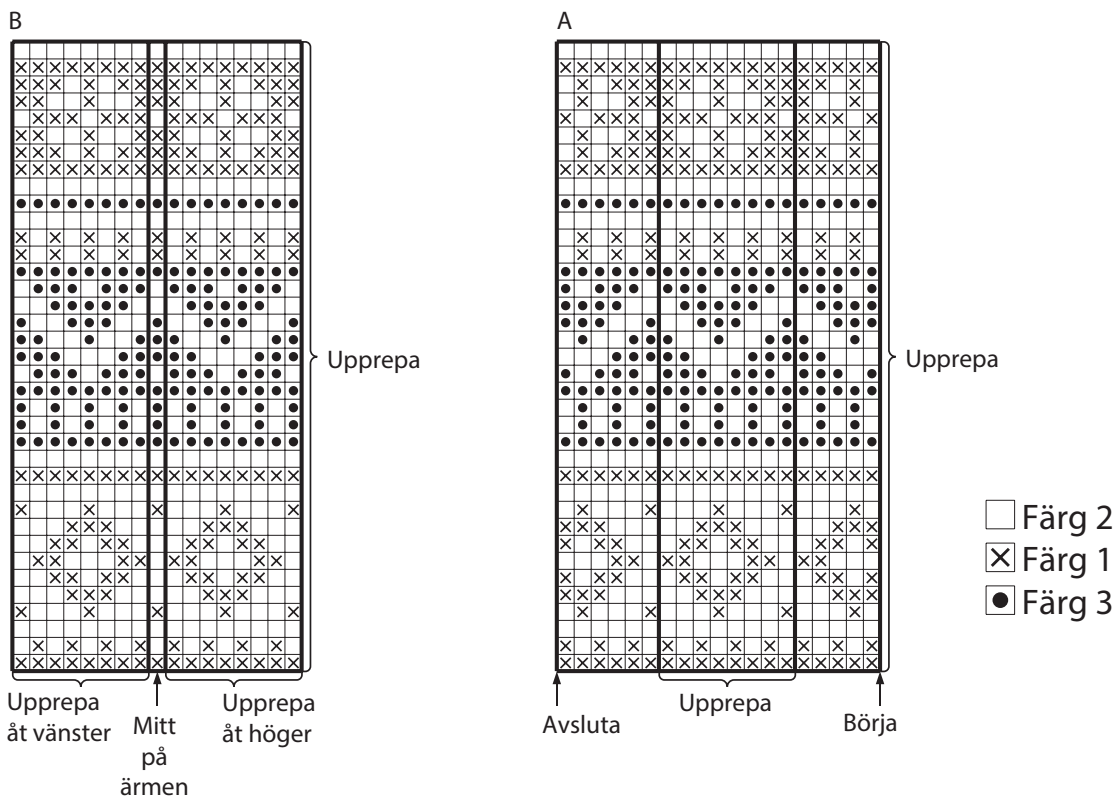 B
A
Upprepa
Upprepa
Färg 2
Färg 1
Färg 3
Upprepa
åt vänster
Mitt
på
ärmen
Upprepa
åt höger
Avsluta
Upprepa
Börja